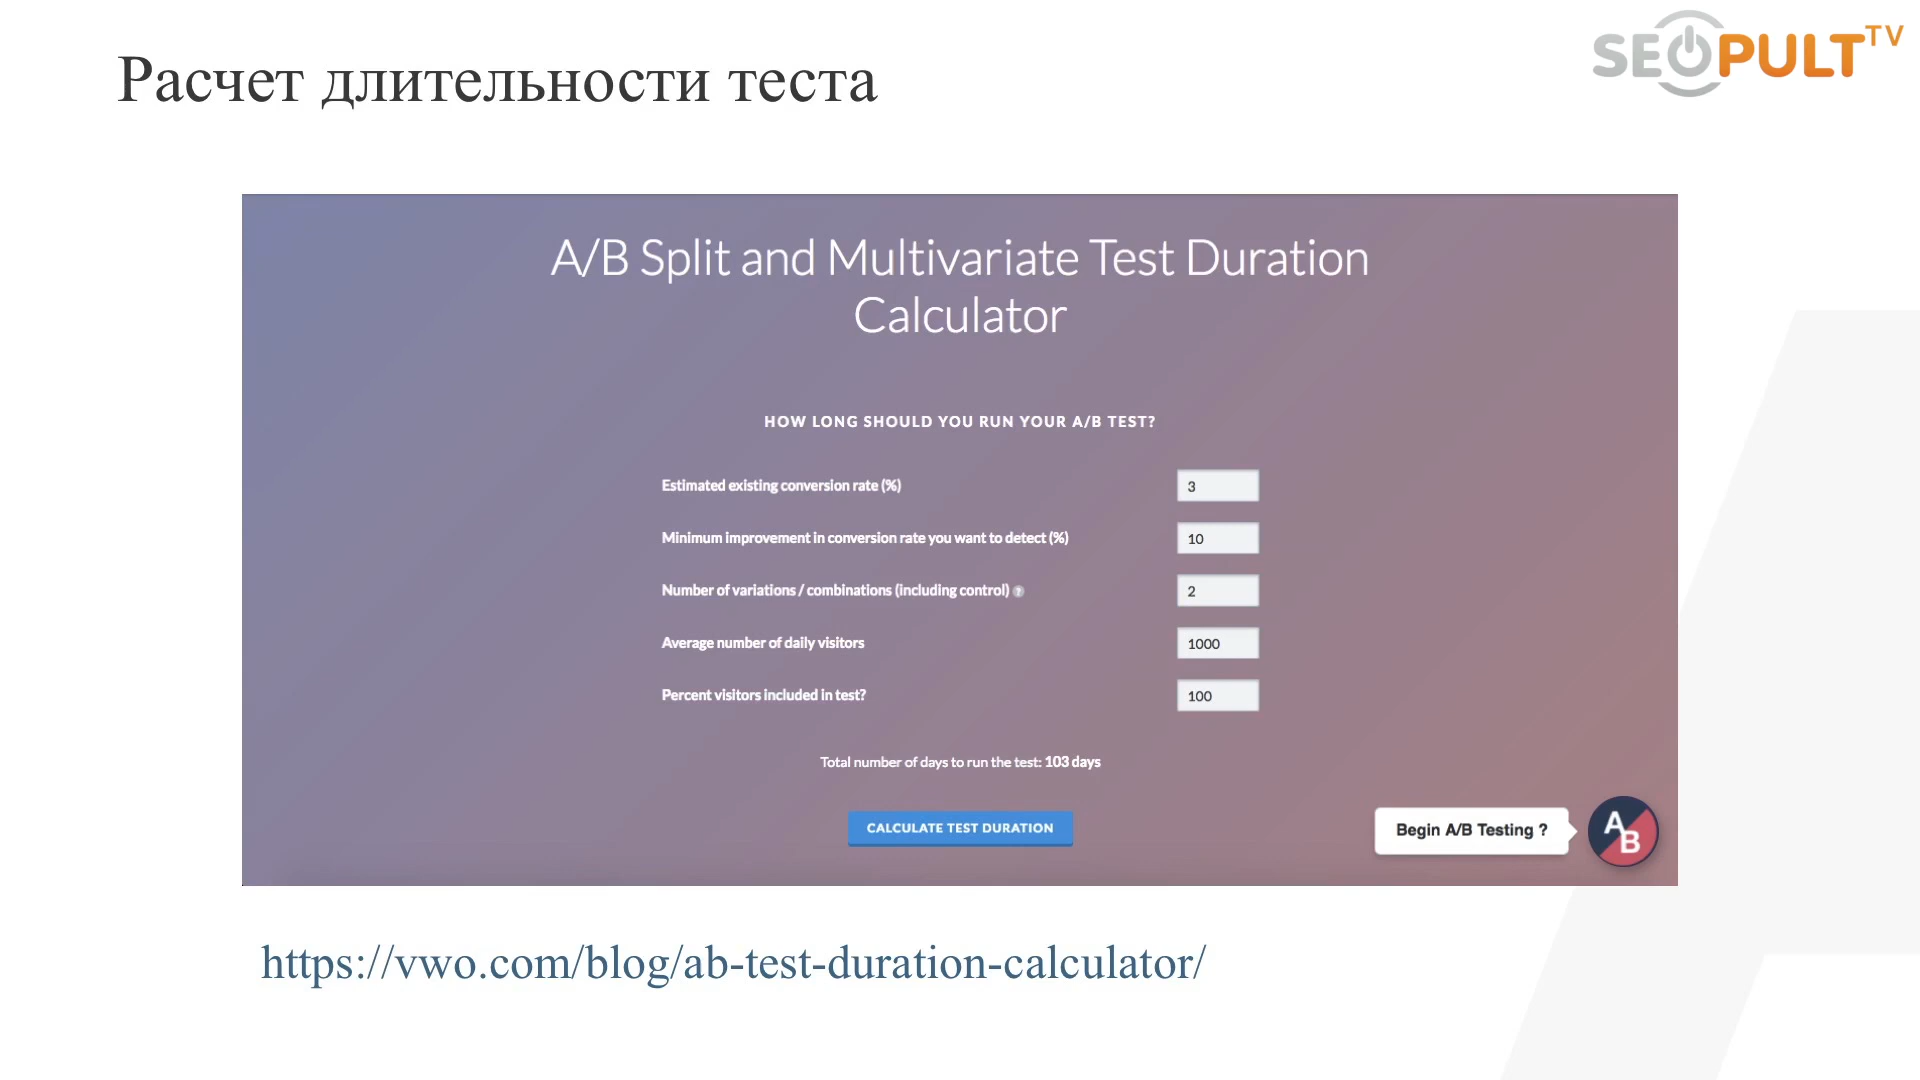 SEOPULT TV
Расчет длительности теста
A/B Split and Multivariate Test Duration
Calculator
HOW LONG SHOULD YOU RUN YOUR A/B TEST?
Estimated existing conversion rate (%) 3
Minimum improvement in conversion rate you want to detect (%) 10
Number of variations / combinations (including control) ? 2
Average number of daily visitors 1000
Percent visitors included in test? 100
Total number of days to run the test: 103 days
CALCULATE TEST DURATION
Begin A/B Testing ?
A B
https://vwo.com/blog/ab-test-duration-calculator/